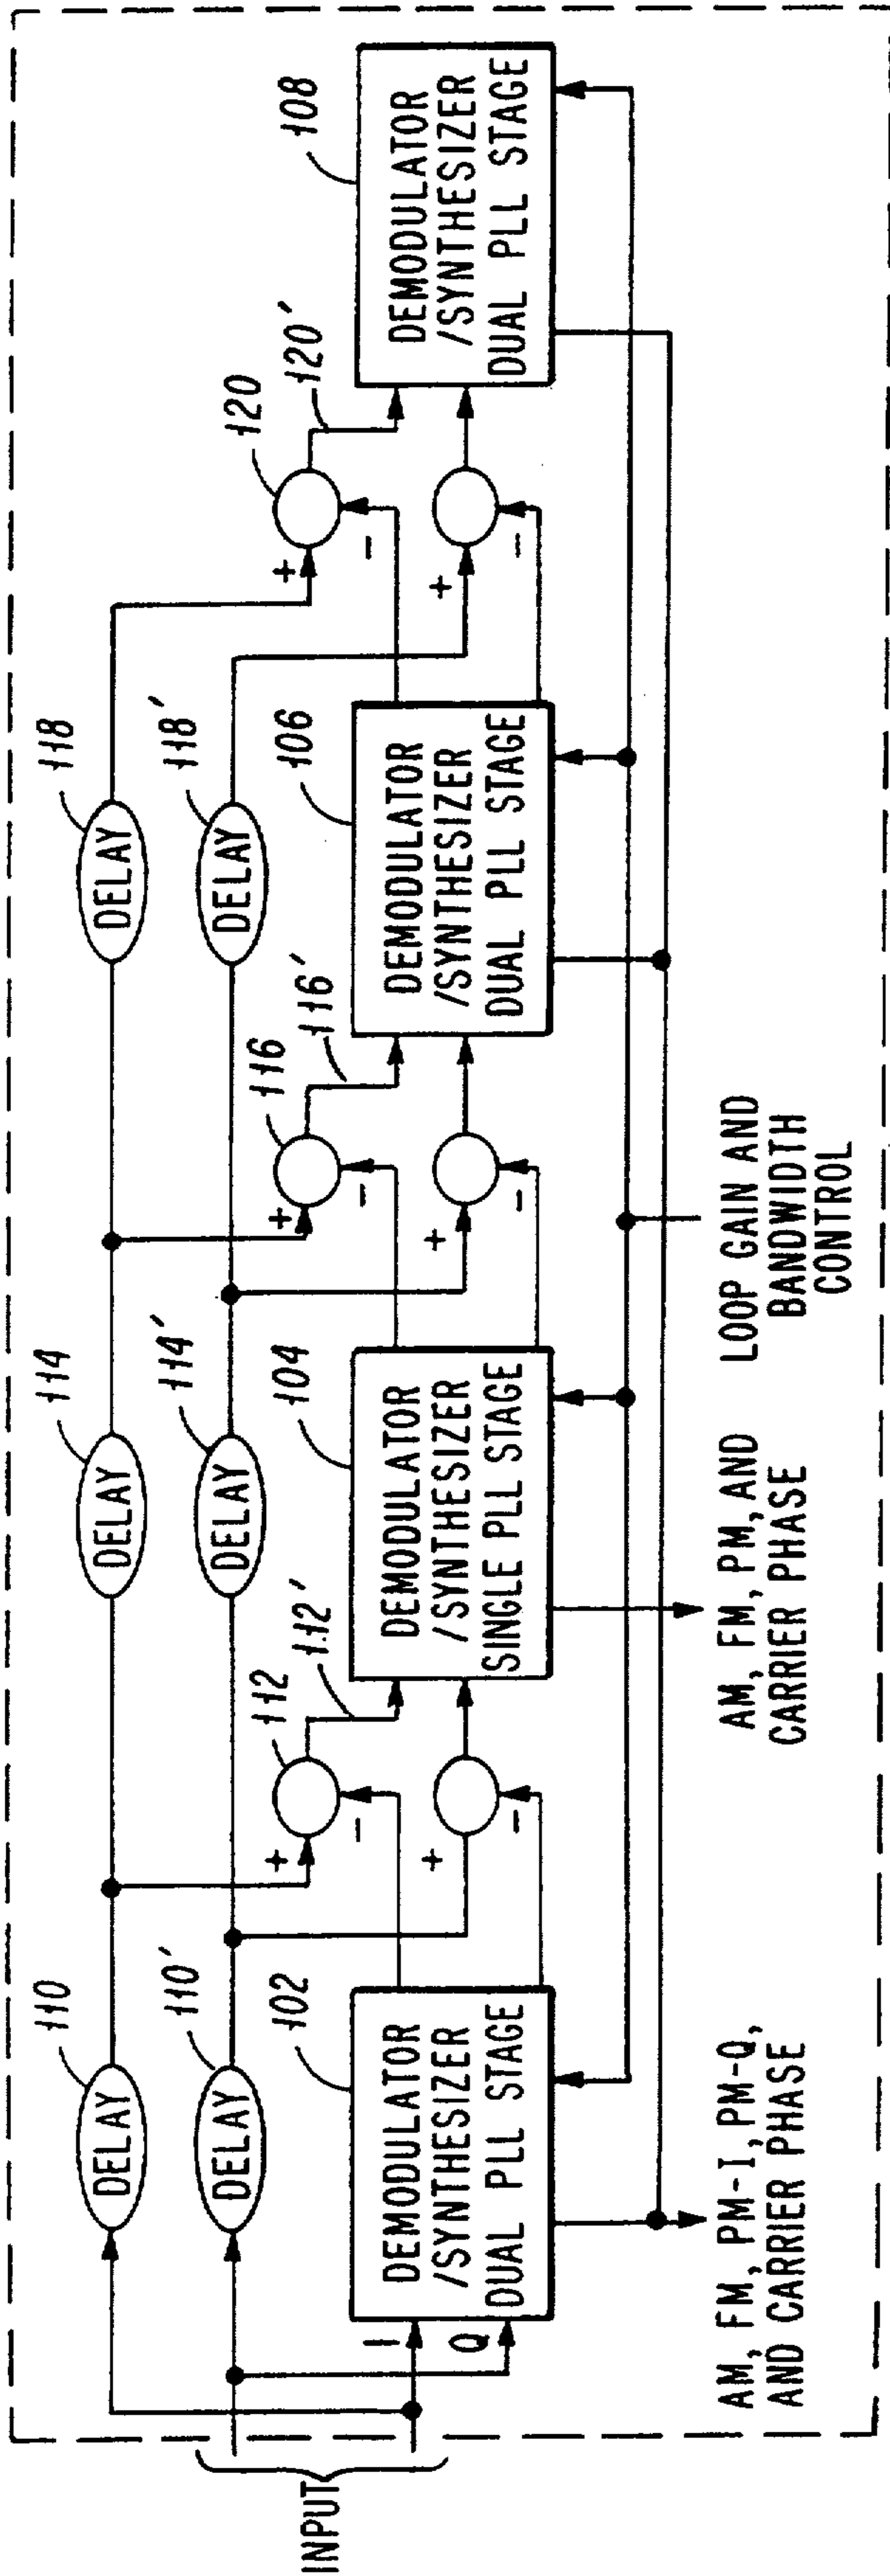 110
DELAY
110'
DELAY
114
DELAY
114'
DELAY
118
DELAY
118'
DELAY
INPUT
I
Q
102
DEMODULATOR
/SYNTHESIZER
DUAL PLL STAGE
+
-
+
-
112
112'
104
DEMODULATOR
/SYNTHESIZER
SINGLE PLL STAGE
+
-
+
-
116
116'
106
DEMODULATOR
/SYNTHESIZER
DUAL PLL STAGE
+
-
+
-
120
120'
108
DEMODULATOR
/SYNTHESIZER
DUAL PLL STAGE
AM, FM, PM-I, PM-Q,
AND CARRIER PHASE
AM, FM, PM, AND
CARRIER PHASE
LOOP GAIN AND
BANDWIDTH
CONTROL